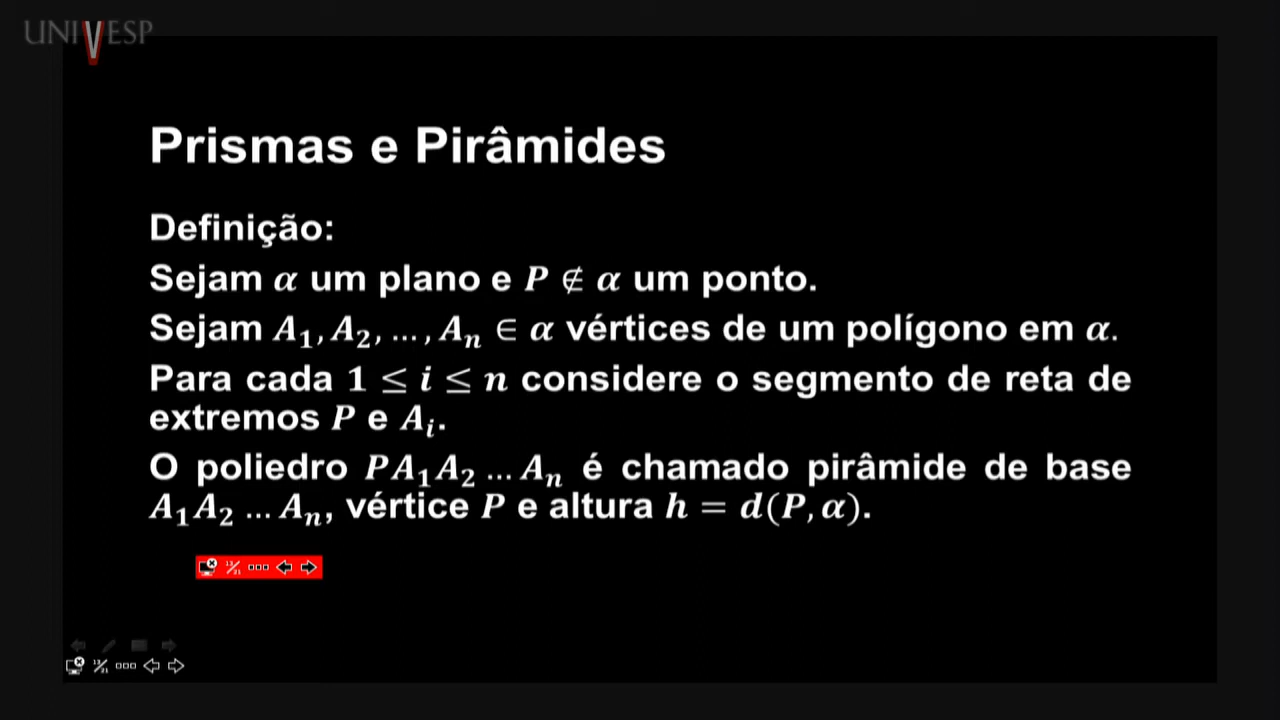 UNIVESP
Prismas e Pirâmides
Definição:
Sejam α um plano e P ∉ α um ponto.
Sejam A₁, A₂, ... , Aₙ ∈ α vértices de um polígono em α.
Para cada 1 ≤ i ≤ n considere o segmento de reta de
extremos P e Aᵢ.
O poliedro PA₁A₂ ... Aₙ é chamado pirâmide de base
A₁A₂ ... Aₙ, vértice P e altura h = d(P, α).